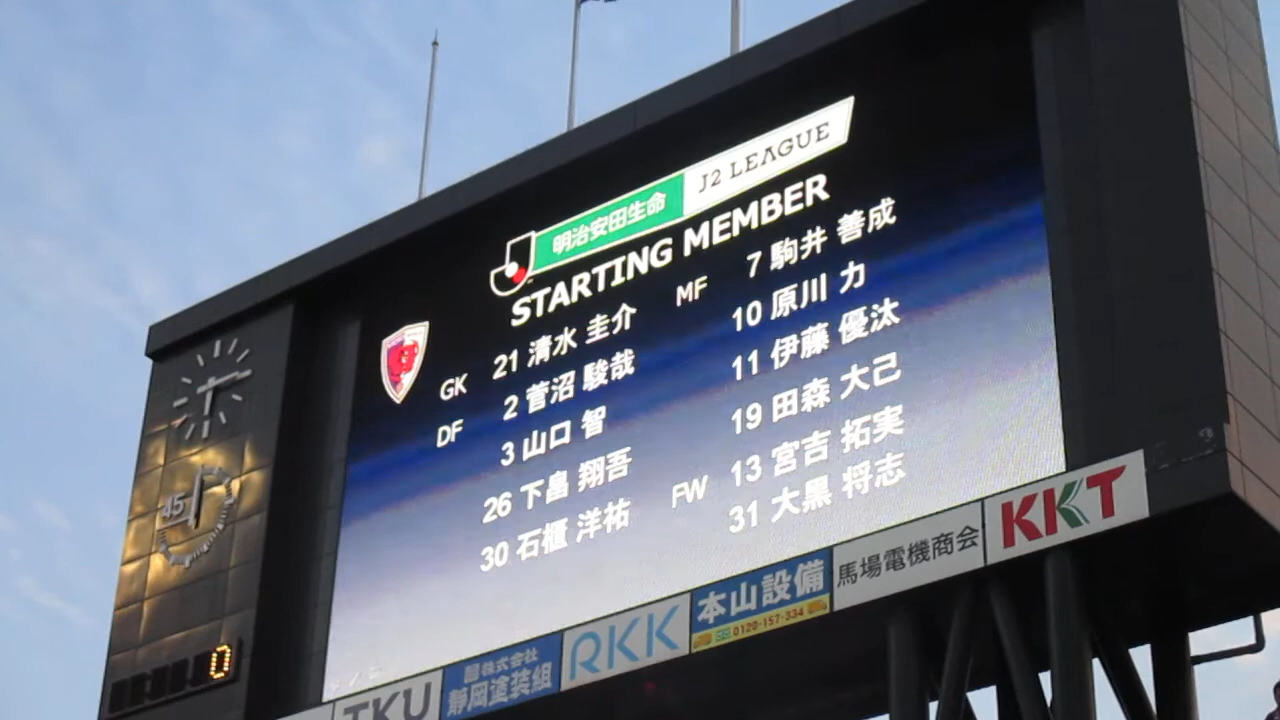 明治安田生命 J2 LEAGUE
STARTING MEMBER
GK 21 清水 圭介
DF 2 菅沼 駿哉
3 山口 智
26 下畠 翔吾
30 石櫃 洋祐
MF 7 駒井 善成
10 原川 力
11 伊藤 優汰
19 田森 大己
FW 13 宮吉 拓実
31 大黒 将志
45
0
TKU
株式会社
静岡塗装組
RKK
本山設備
0120-157-334
馬場電機商会
KKT